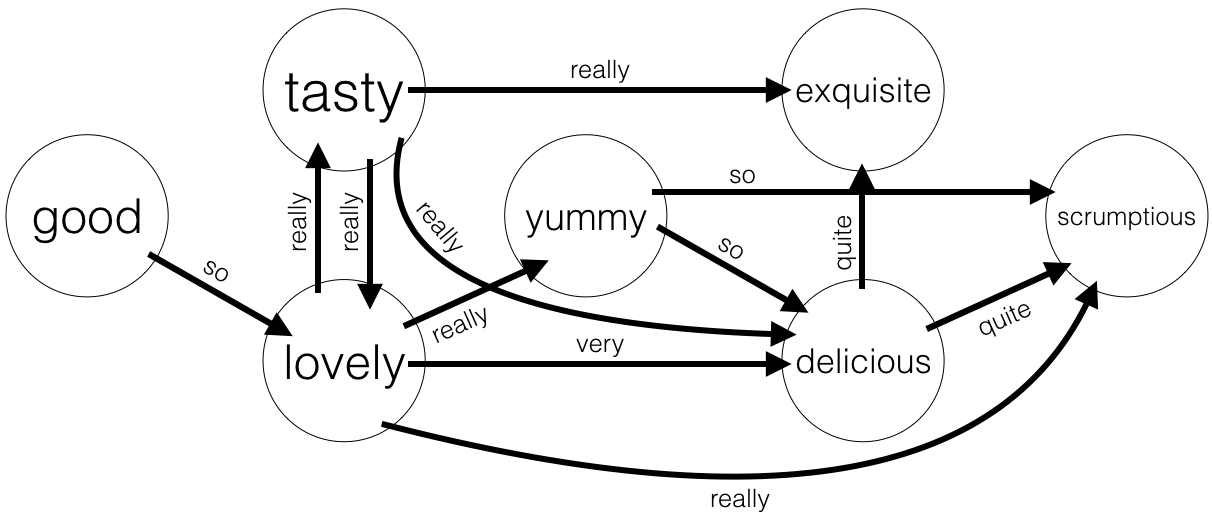 really
tasty
exquisite
so
good
yummy
scrumptious
really
really
really
so
so
quite
really
very
quite
lovely
delicious
really